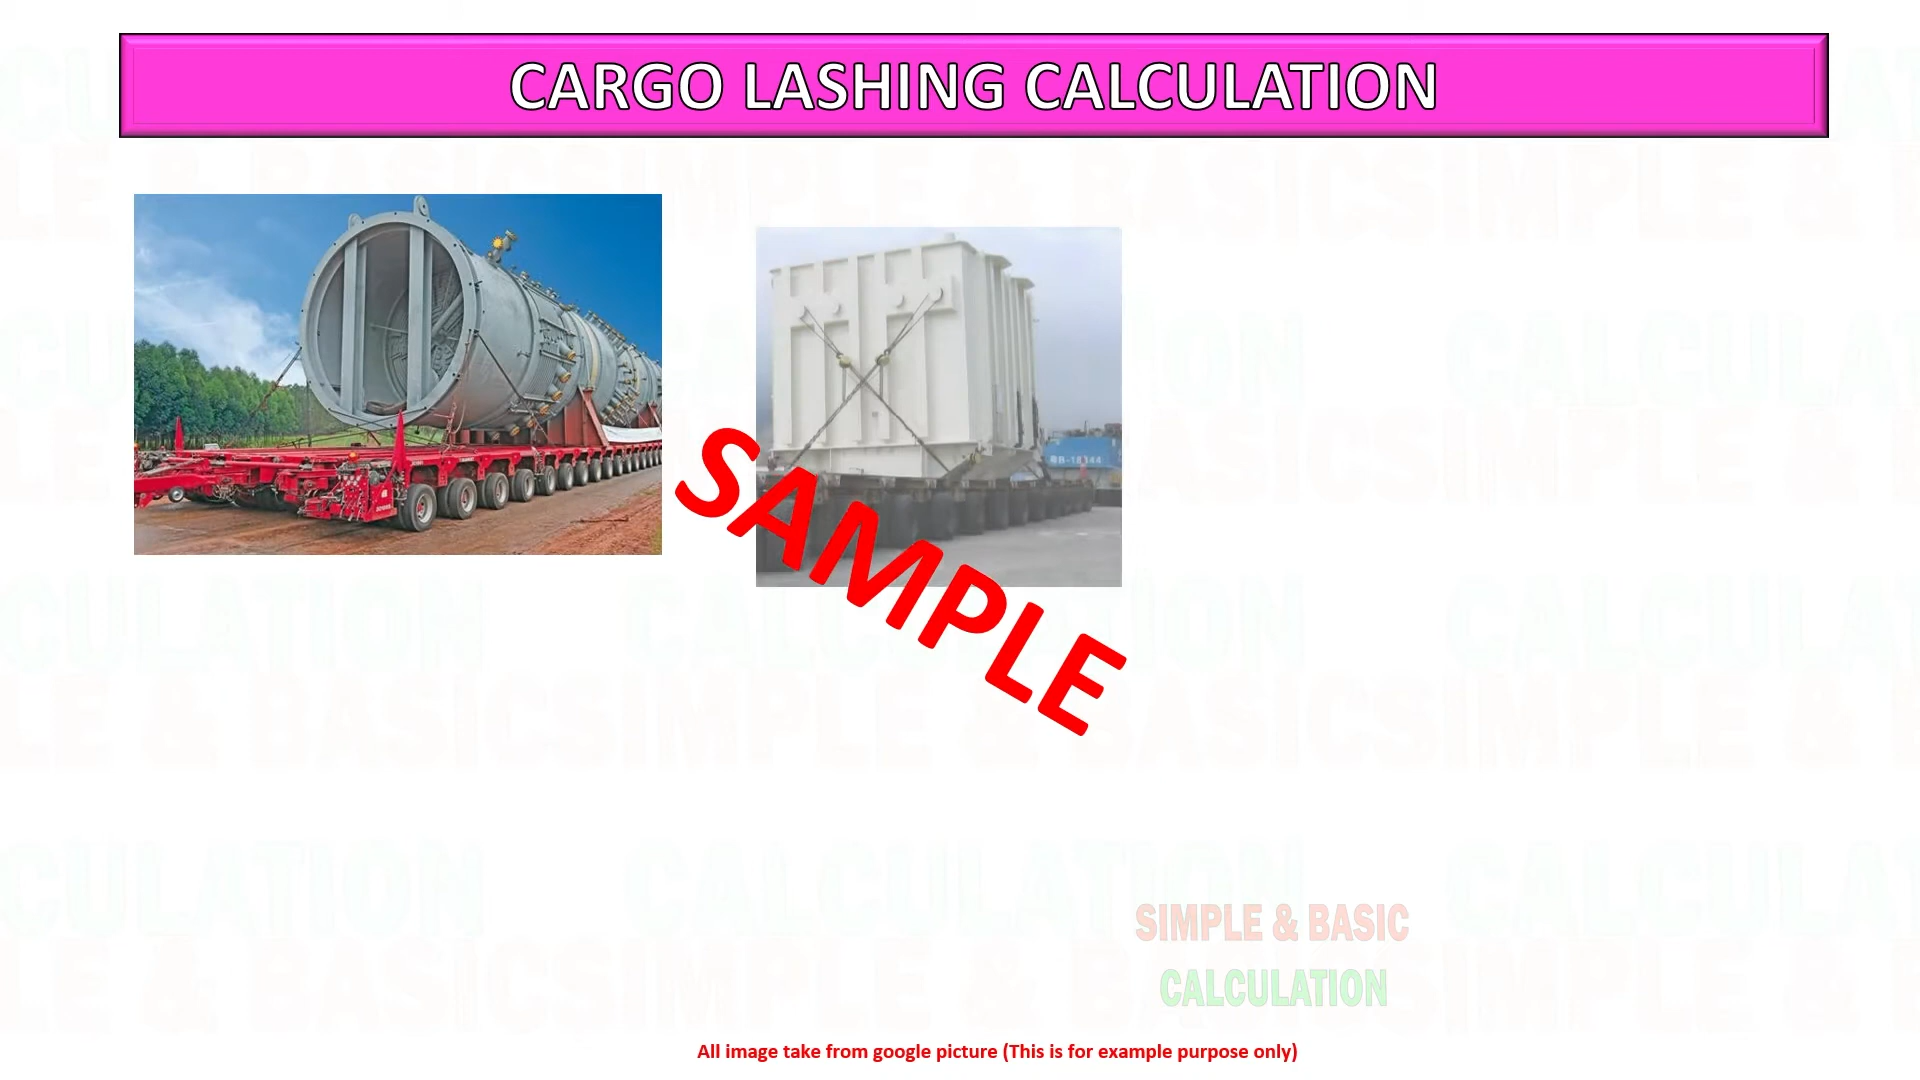 CARGO LASHING CALCULATION
SAMPLE
SIMPLE & BASIC
CALCULATION
All image take from google picture (This is for example purpose only)